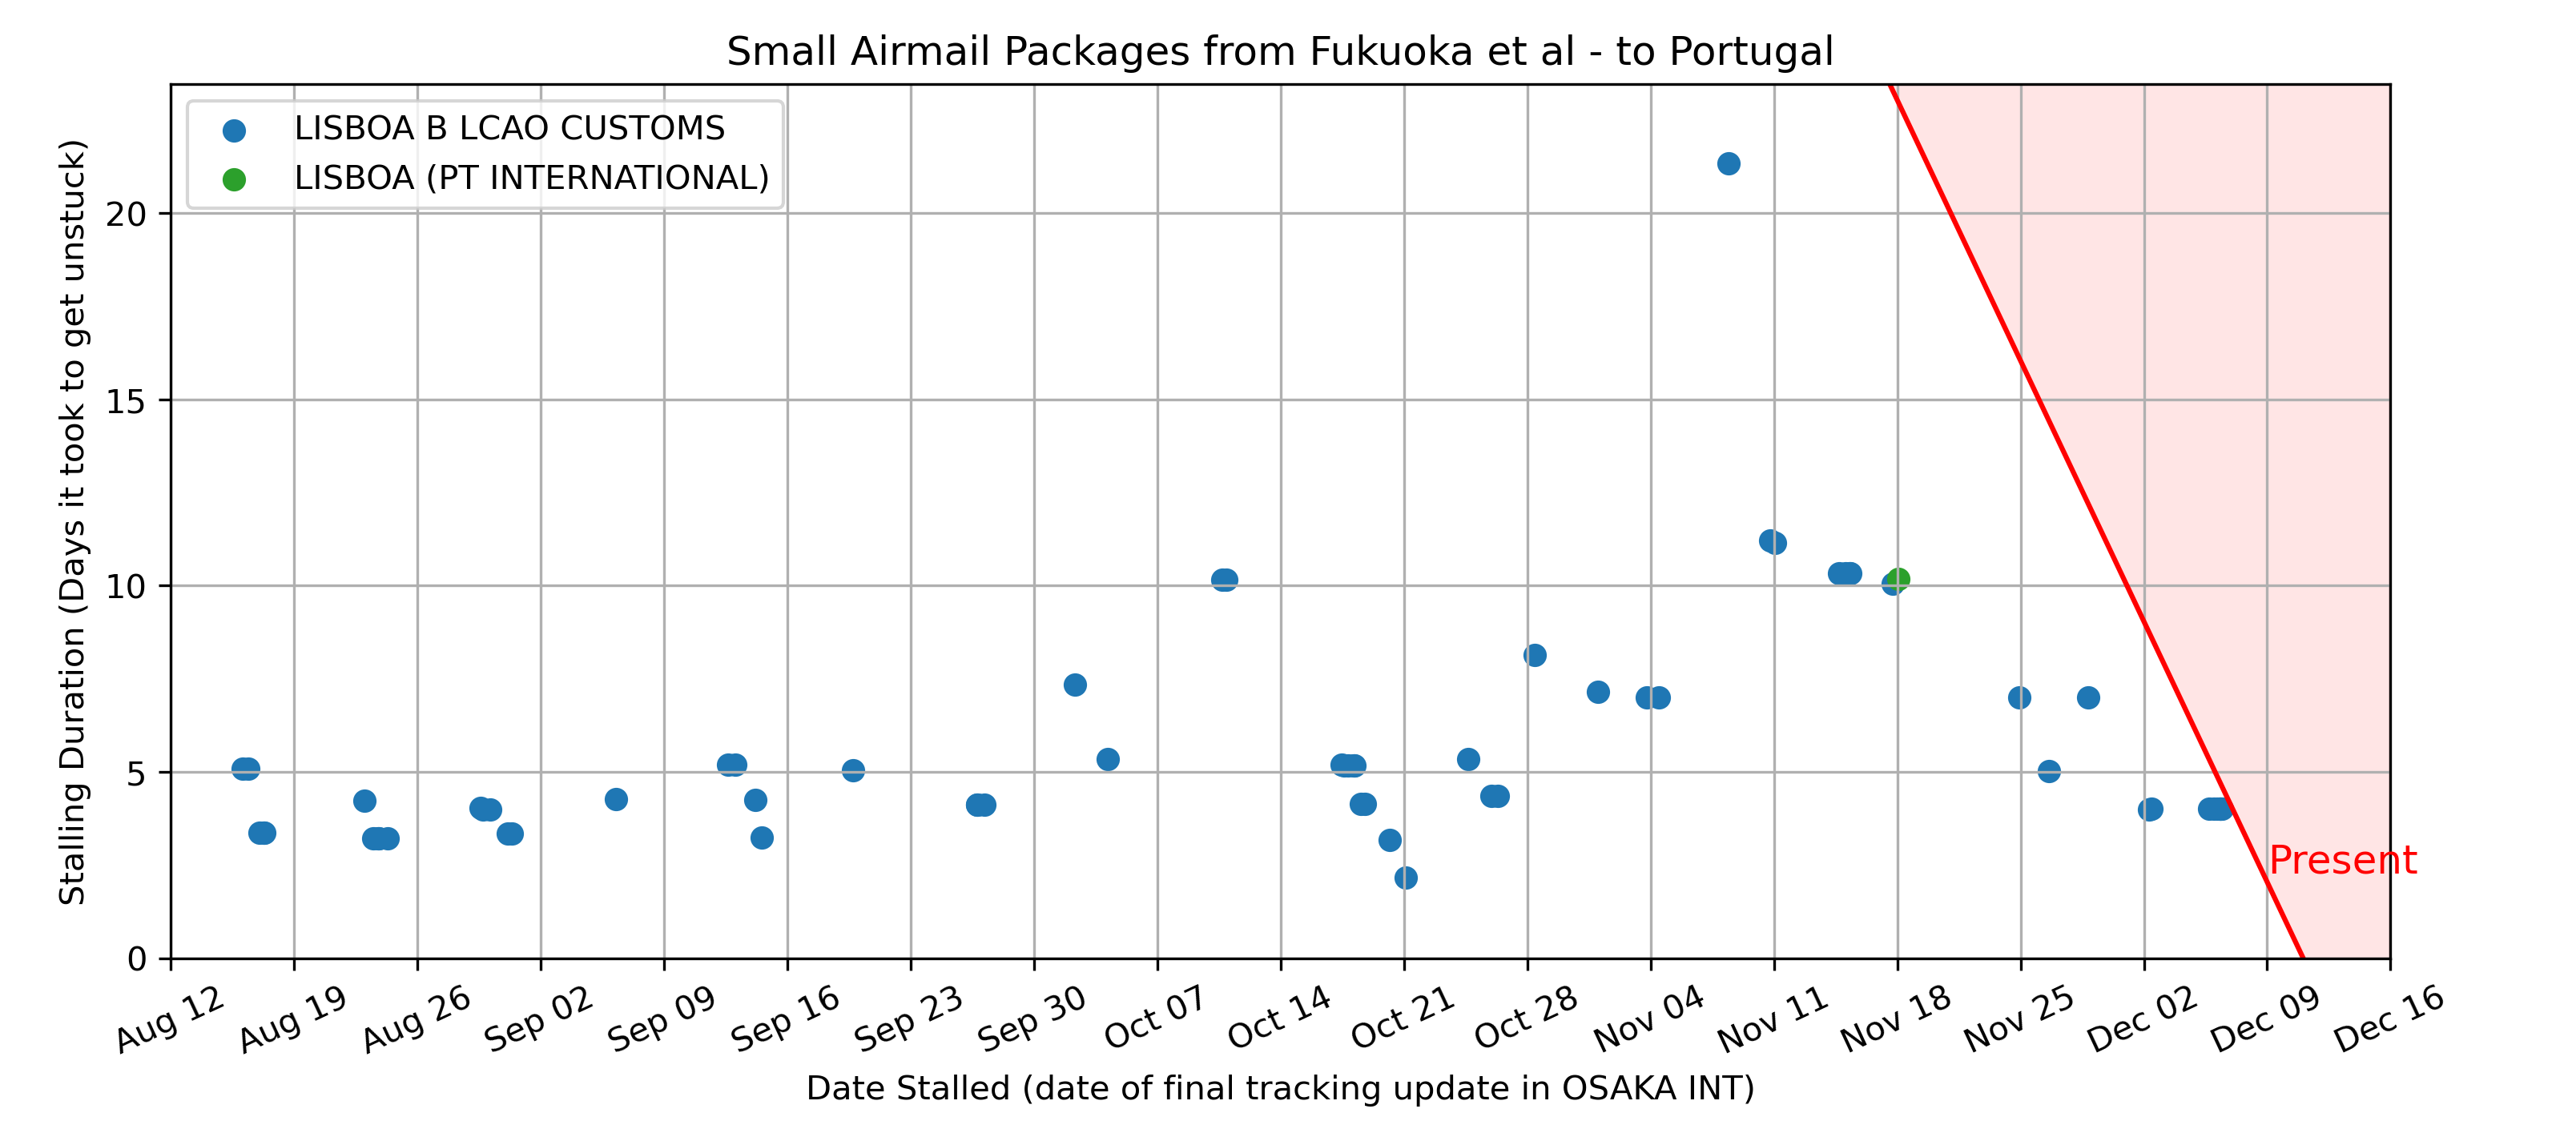 Small Airmail Packages from Fukuoka et al - to Portugal
LISBOA B LCAO CUSTOMS
LISBOA (PT INTERNATIONAL)
Stalling Duration (Days it took to get unstuck)
20
15
10
5
0
Present
Aug 12
Aug 19
Aug 26
Sep 02
Sep 09
Sep 16
Sep 23
Sep 30
Oct 07
Oct 14
Oct 21
Oct 28
Nov 04
Nov 11
Nov 18
Nov 25
Dec 02
Dec 09
Dec 16
Date Stalled (date of final tracking update in OSAKA INT)